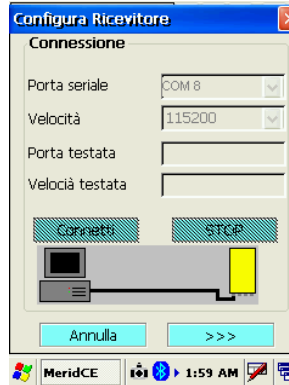 Configura Ricevitore
Connessione
Porta seriale COM 8
Velocità 115200
Porta testata
Velocià testata
Connetti STOP
Annulla >>>
MeridCE 1:59 AM